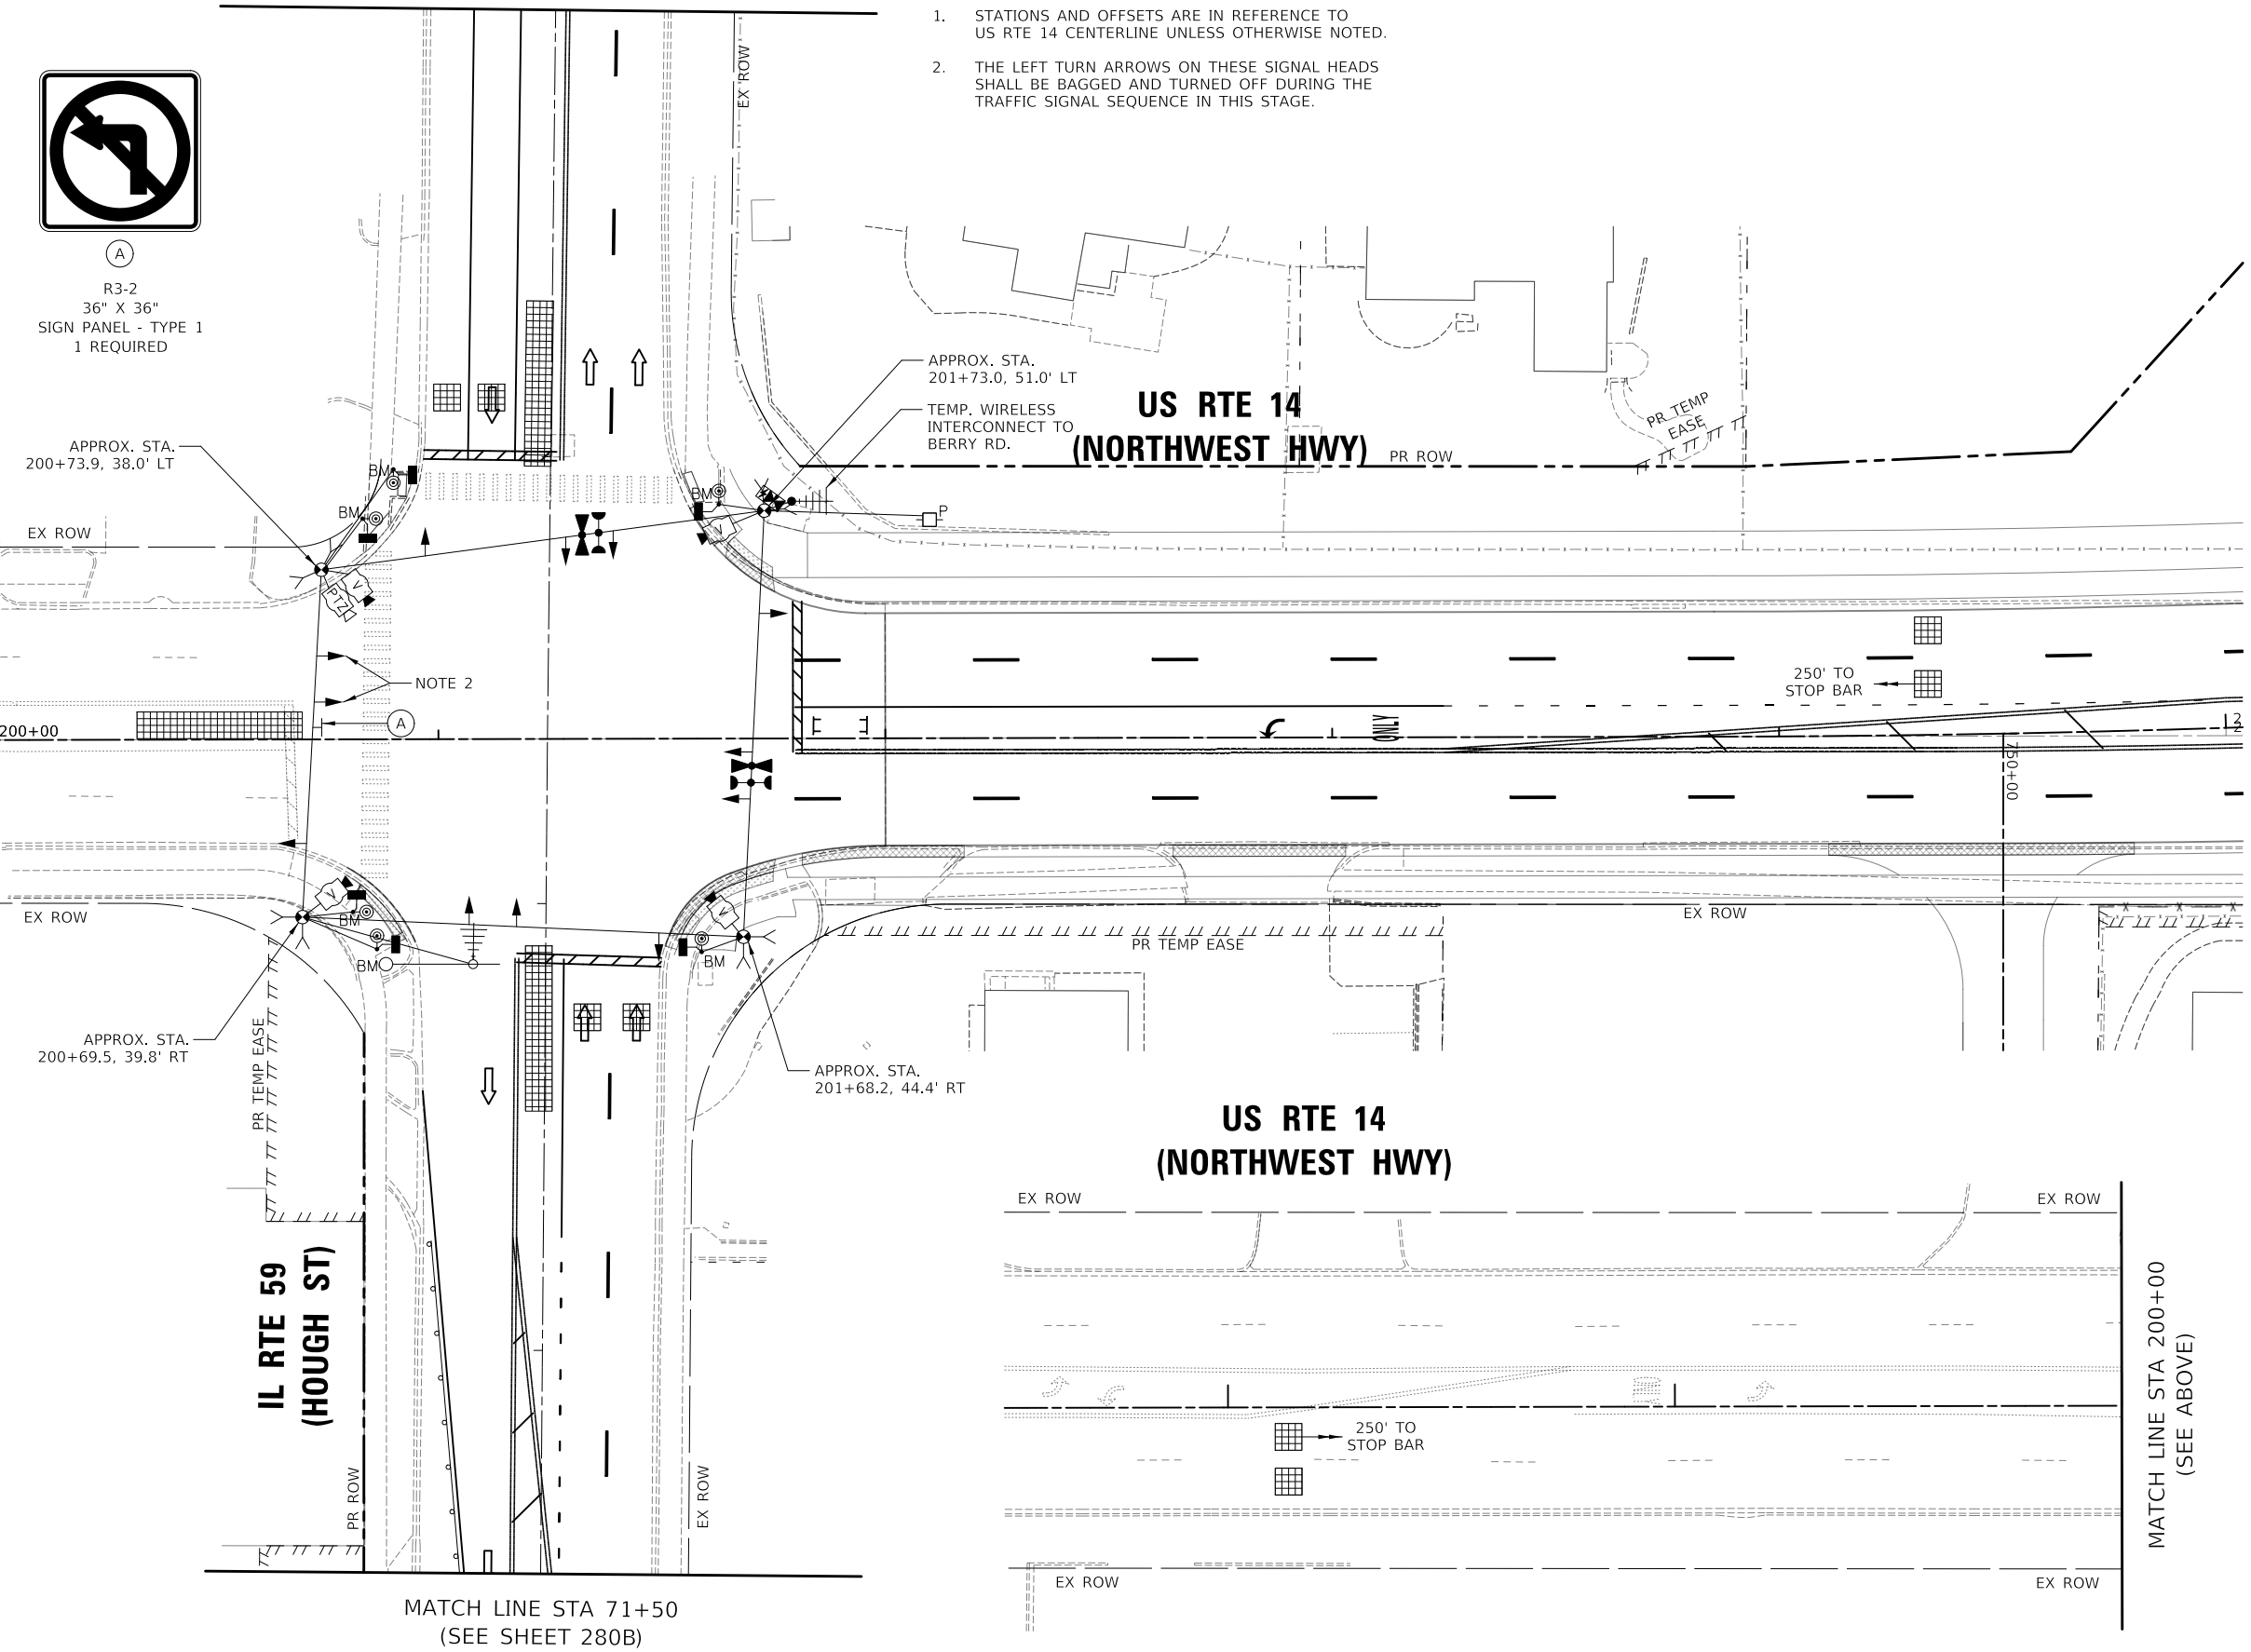 1. STATIONS AND OFFSETS ARE IN REFERENCE TO
US RTE 14 CENTERLINE UNLESS OTHERWISE NOTED.
2. THE LEFT TURN ARROWS ON THESE SIGNAL HEADS
SHALL BE BAGGED AND TURNED OFF DURING THE
TRAFFIC SIGNAL SEQUENCE IN THIS STAGE.
EX ROW
A
R3-2
36" X 36"
SIGN PANEL - TYPE 1
1 REQUIRED
APPROX. STA.
201+73.0, 51.0' LT
TEMP. WIRELESS
INTERCONNECT TO
BERRY RD.
US RTE 14
(NORTHWEST HWY)
PR ROW
PR TEMP
EASE
APPROX. STA.
200+73.9, 38.0' LT
BM
BM
BM
P
V
EX ROW
V
PTZ
NOTE 2
A
200+00
250' TO
STOP BAR
ONLY
750+00
2
2
EX ROW
V
BM
BM
V
BM
PR TEMP EASE
EX ROW
APPROX. STA.
200+69.5, 39.8' RT
PR TEMP EASE
APPROX. STA.
201+68.2, 44.4' RT
US RTE 14
(NORTHWEST HWY)
EX ROW
EX ROW
IL RTE 59
(HOUGH ST)
PR ROW
EX ROW
250' TO
STOP BAR
MATCH LINE STA 200+00
(SEE ABOVE)
EX ROW
EX ROW
MATCH LINE STA 71+50
(SEE SHEET 280B)